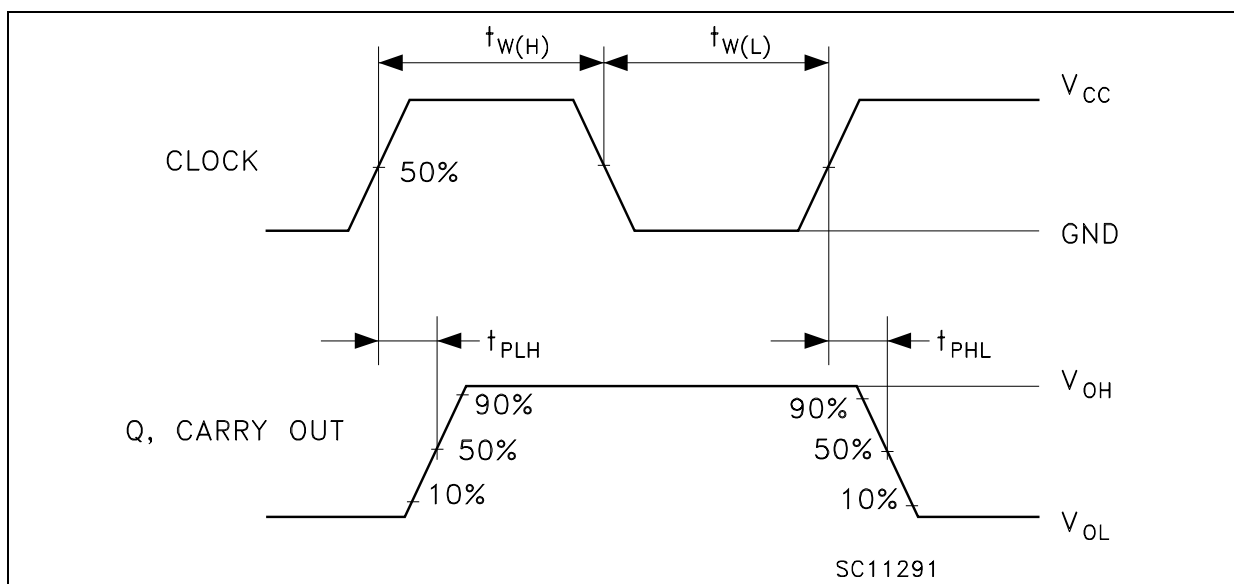 tW(H)
tW(L)
VCC
CLOCK
50%
GND
tPLH
tPHL
VOH
90%
90%
Q, CARRY OUT
50%
50%
10%
10%
VOL
SC11291